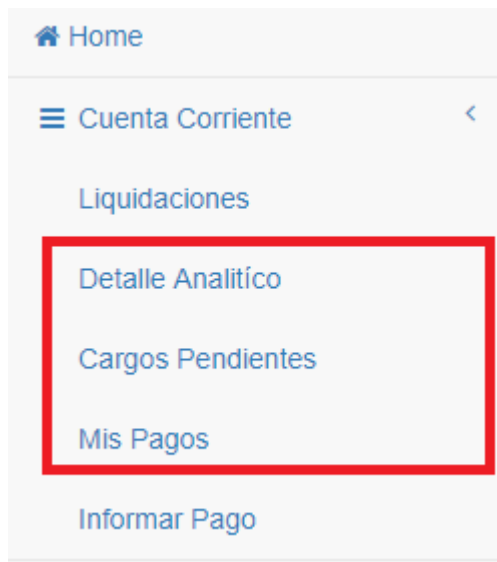 Home
Cuenta Corriente
Liquidaciones
Detalle Analitíco
Cargos Pendientes
Mis Pagos
Informar Pago